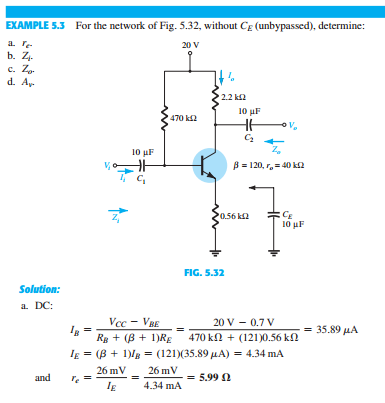 EXAMPLE 5.3 For the network of Fig. 5.32, without C_E (unbypassed), determine:
a. r_e.
b. Z_i.
c. Z_o.
d. A_v.
20 V
I_o
2.2 kΩ
470 kΩ
10 μF
V_o
C_2
Z_o
10 μF
V_i
I_i
C_1
β = 120, r_o = 40 kΩ
Z_i
0.56 kΩ
C_E
10 μF
FIG. 5.32
Solution:
a. DC:
I_B = (V_CC − V_BE) / (R_B + (β + 1)R_E) = (20 V − 0.7 V) / (470 kΩ + (121)0.56 kΩ) = 35.89 μA
I_E = (β + 1)I_B = (121)(35.89 μA) = 4.34 mA
and r_e = 26 mV / I_E = 26 mV / 4.34 mA = 5.99 Ω